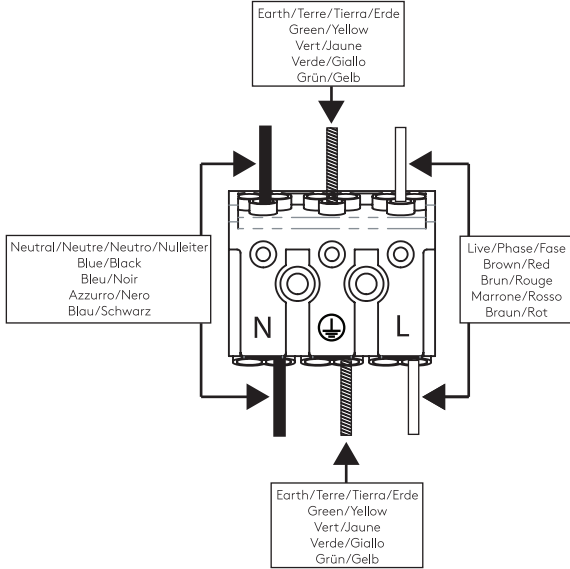 Earth/Terre/Tierra/Erde
Green/Yellow
Vert/Jaune
Verde/Giallo
Grün/Gelb
Neutral/Neutre/Neutro/Nulleiter
Blue/Black
Bleu/Noir
Azzurro/Nero
Blau/Schwarz
Live/Phase/Fase
Brown/Red
Brun/Rouge
Marrone/Rosso
Braun/Rot
N
L
Earth/Terre/Tierra/Erde
Green/Yellow
Vert/Jaune
Verde/Giallo
Grün/Gelb